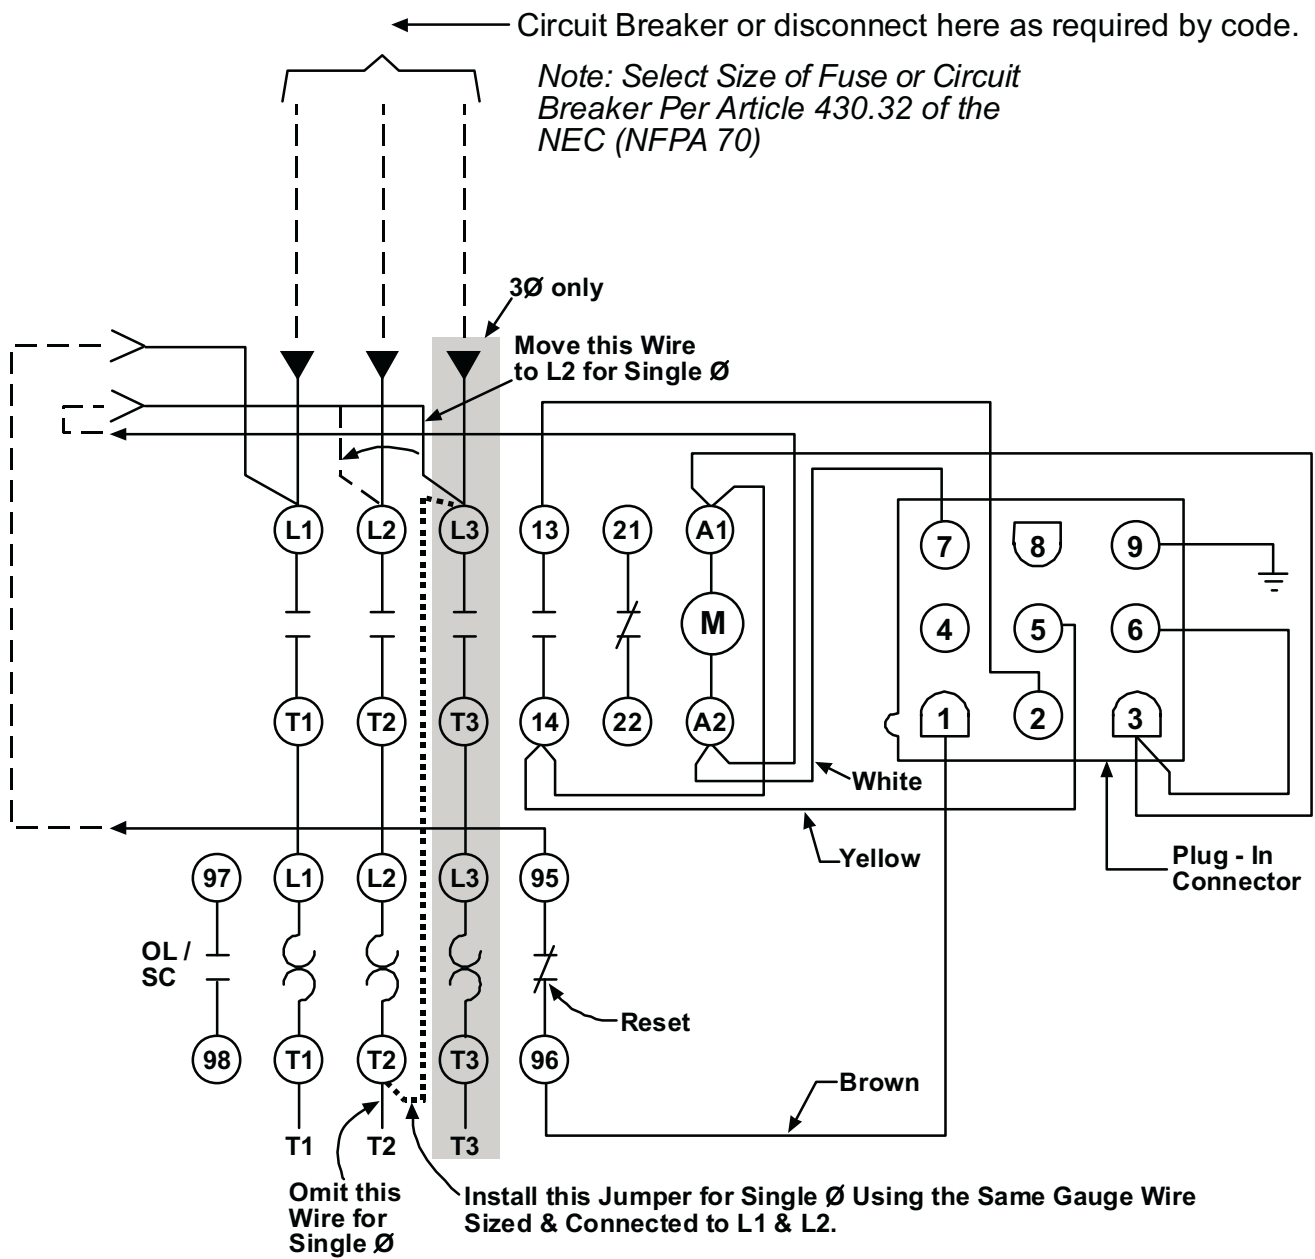 Circuit Breaker or disconnect here as required by code.
Note: Select Size of Fuse or Circuit
Breaker Per Article 430.32 of the
NEC (NFPA 70)
3Ø only
Move this Wire
to L2 for Single Ø
L1
L2
L3
13
21
A1
7
8
9
M
4
5
6
T1
T2
T3
14
22
A2
1
2
3
White
Yellow
Plug - In
Connector
97
L1
L2
L3
95
OL /
SC
Reset
98
T1
T2
T3
96
Brown
T1
T2
T3
Omit this
Wire for
Single Ø
Install this Jumper for Single Ø Using the Same Gauge Wire
Sized & Connected to L1 & L2.